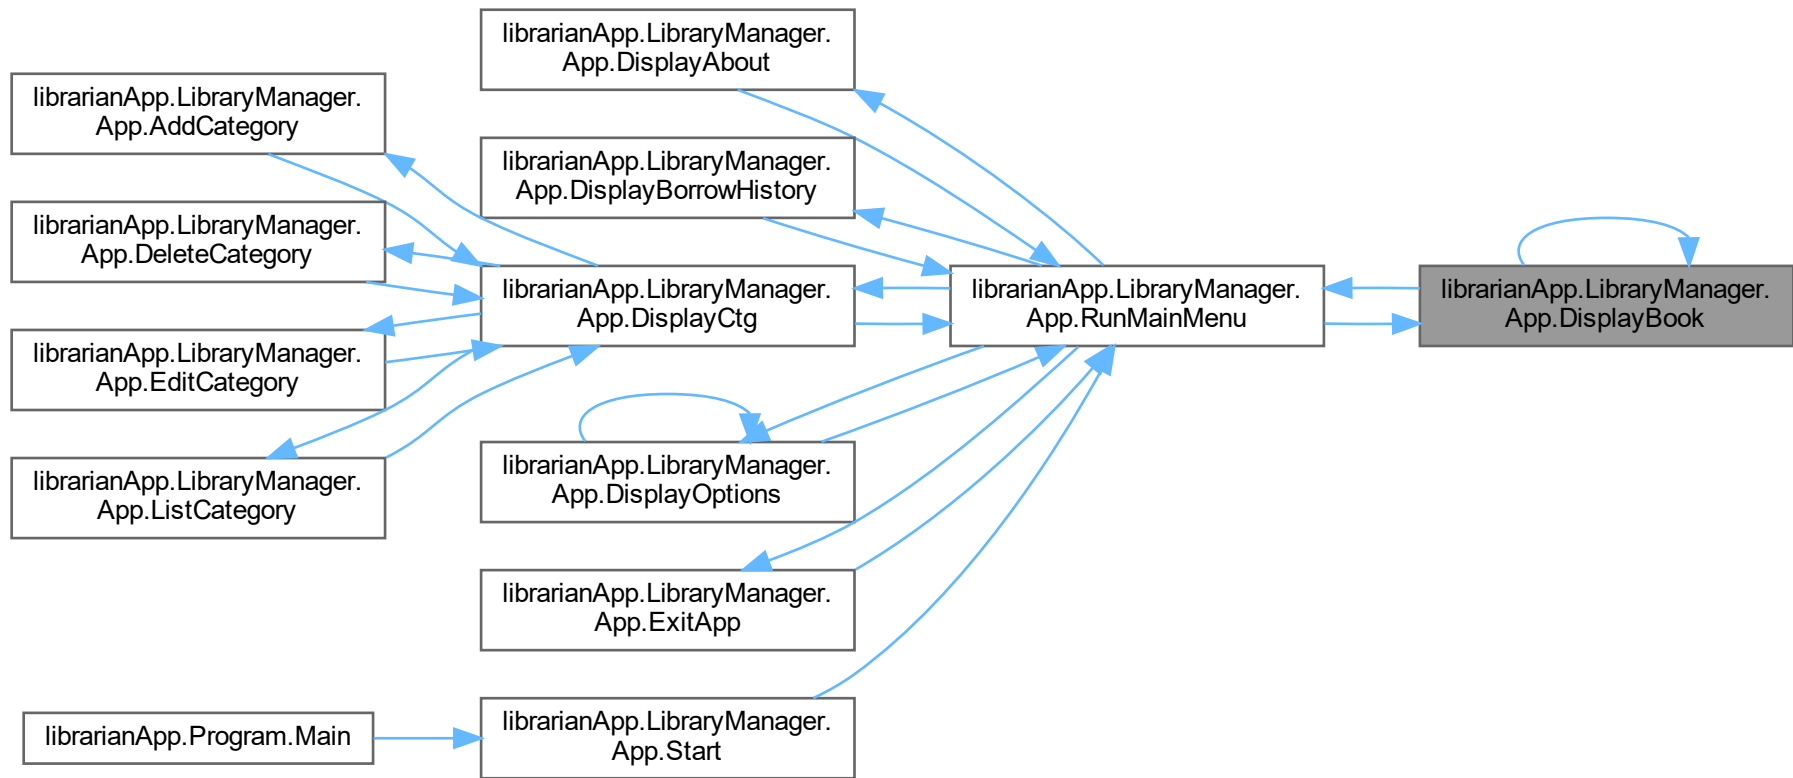 librarianApp.LibraryManager.
App.AddCategory
librarianApp.LibraryManager.
App.DeleteCategory
librarianApp.LibraryManager.
App.EditCategory
librarianApp.LibraryManager.
App.ListCategory
librarianApp.Program.Main
librarianApp.LibraryManager.
App.DisplayAbout
librarianApp.LibraryManager.
App.DisplayBorrowHistory
librarianApp.LibraryManager.
App.DisplayCtg
librarianApp.LibraryManager.
App.DisplayOptions
librarianApp.LibraryManager.
App.ExitApp
librarianApp.LibraryManager.
App.Start
librarianApp.LibraryManager.
App.RunMainMenu
librarianApp.LibraryManager.
App.DisplayBook